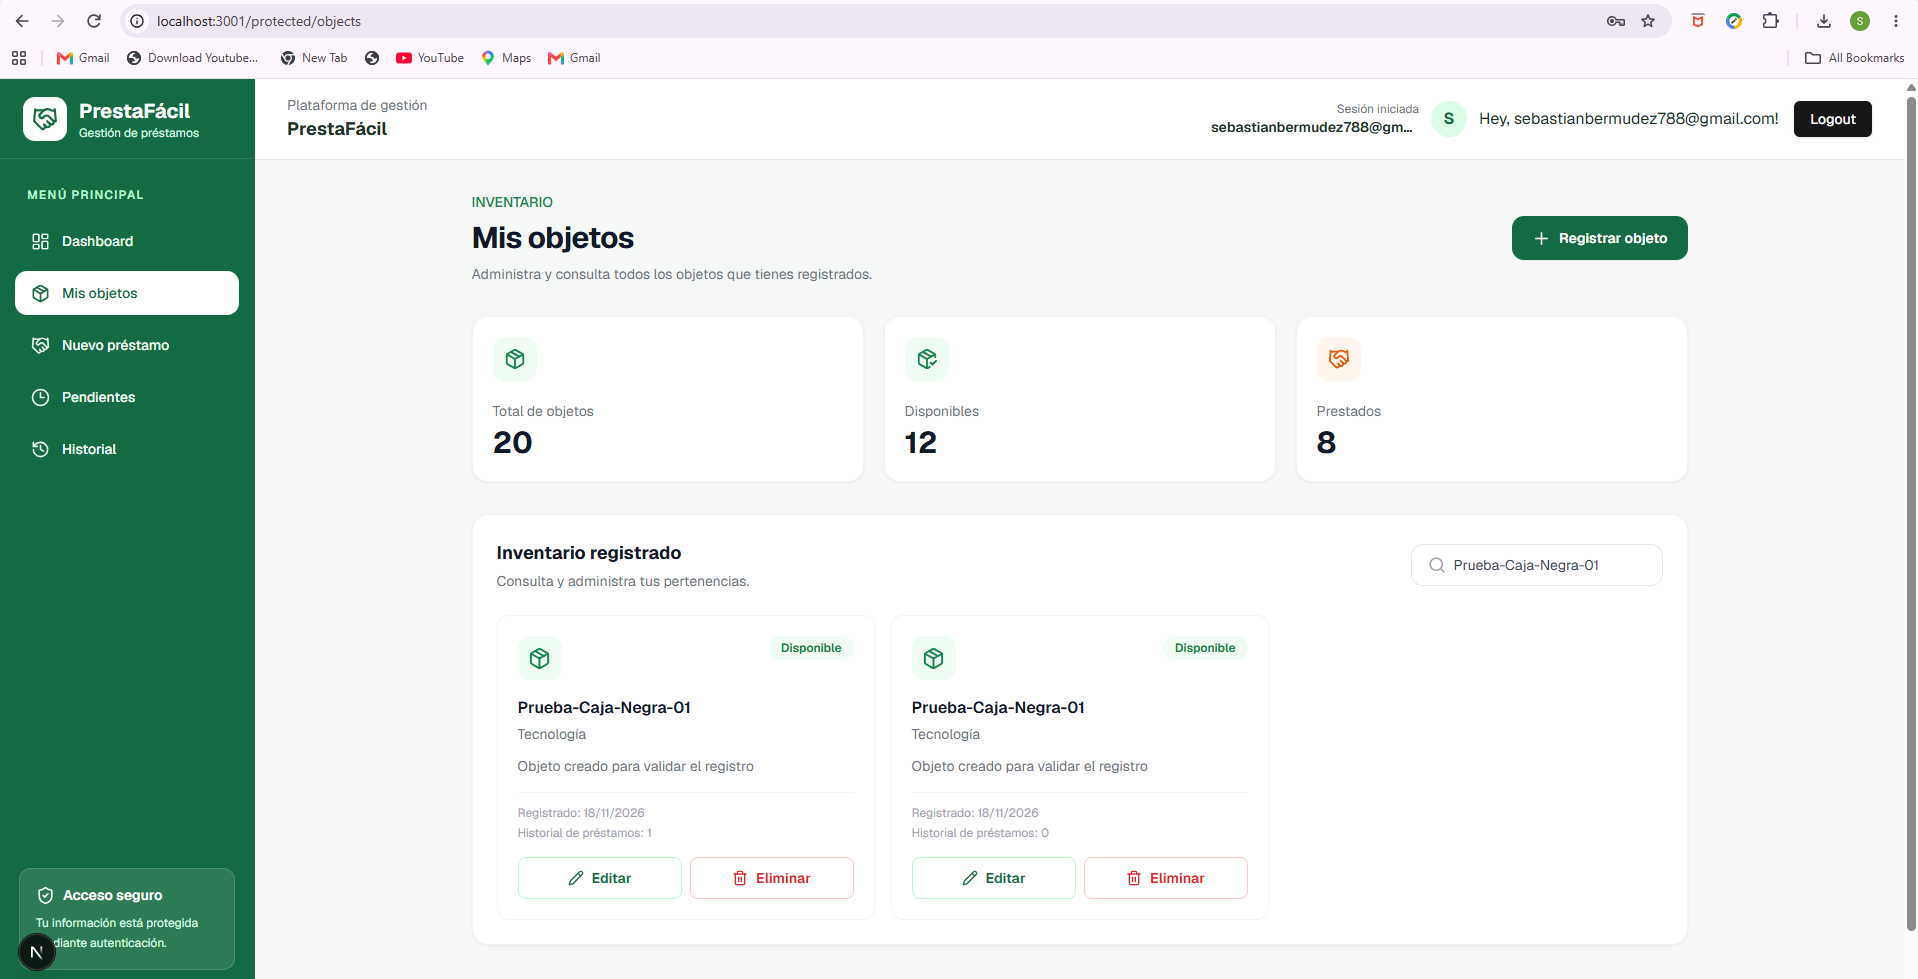 localhost:3001/protected/objects
S
Gmail
Download Youtube...
New Tab
YouTube
Maps
Gmail
All Bookmarks
PrestaFácil
Gestión de préstamos
MENÚ PRINCIPAL
Dashboard
Mis objetos
Nuevo préstamo
Pendientes
Historial
Acceso seguro
Tu información está protegida
diante autenticación.
N
Plataforma de gestión
PrestaFácil
Sesión iniciada
sebastianbermudez788@gm...
S
Hey, sebastianbermudez788@gmail.com!
Logout
INVENTARIO
Mis objetos
Administra y consulta todos los objetos que tienes registrados.
Registrar objeto
Total de objetos
20
Disponibles
12
Prestados
8
Inventario registrado
Consulta y administra tus pertenencias.
Prueba-Caja-Negra-01
Disponible
Prueba-Caja-Negra-01
Tecnología
Objeto creado para validar el registro
Registrado: 18/11/2026
Historial de préstamos: 1
Editar
Eliminar
Disponible
Prueba-Caja-Negra-01
Tecnología
Objeto creado para validar el registro
Registrado: 18/11/2026
Historial de préstamos: 0
Editar
Eliminar